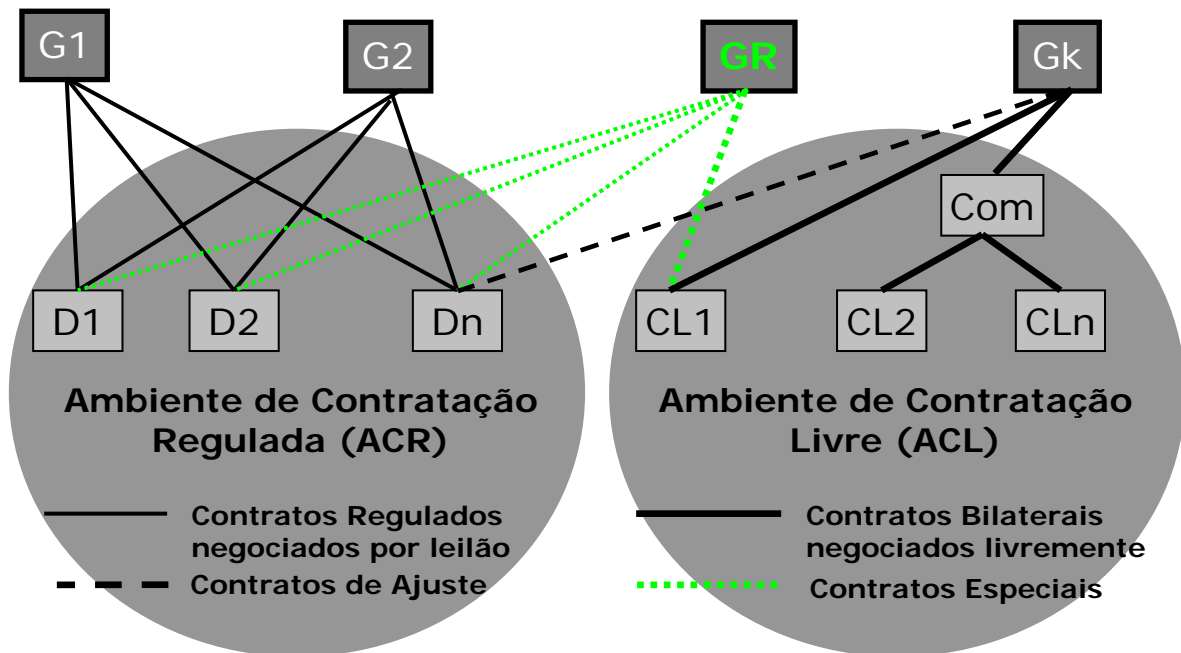 G1
G2
GR
Gk
Com
D1
D2
Dn
CL1
CL2
CLn
Ambiente de Contratação
Regulada (ACR)
Ambiente de Contratação
Livre (ACL)
Contratos Regulados
negociados por leilão
Contratos de Ajuste
Contratos Bilaterais
negociados livremente
Contratos Especiais